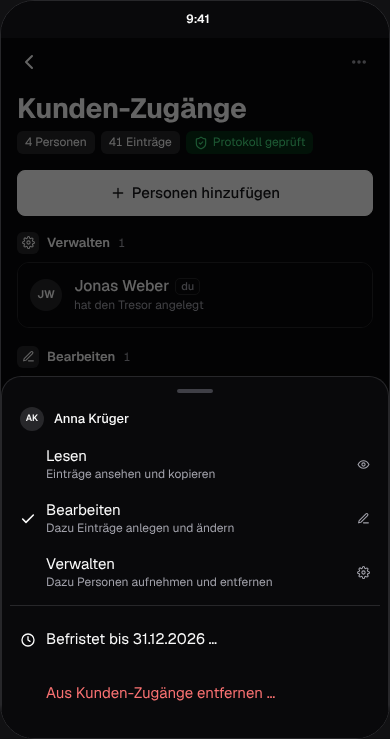 9:41
Kunden-Zugänge
4 Personen 41 Einträge Protokoll geprüft
+ Personen hinzufügen
Verwalten 1
JW Jonas Weber du
hat den Tresor angelegt
Bearbeiten 1
AK Anna Krüger
Lesen
Einträge ansehen und kopieren
Bearbeiten
Dazu Einträge anlegen und ändern
Verwalten
Dazu Personen aufnehmen und entfernen
Befristet bis 31.12.2026 ...
Aus Kunden-Zugänge entfernen ...